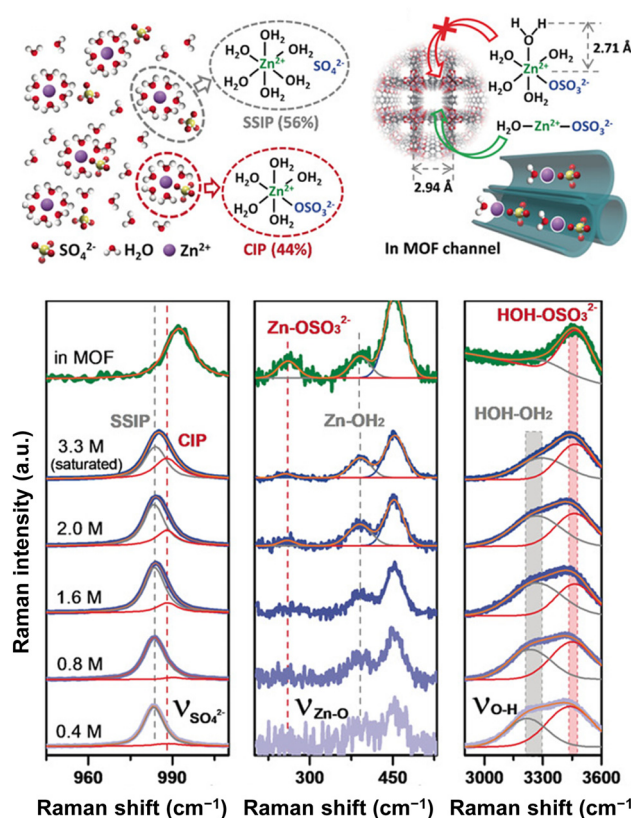 H₂O
OH₂
Zn²⁺
H₂O
OH₂
SO₄²⁻
H₂O
OH₂
SSIP (56%)
H₂O
OH₂
Zn²⁺
H₂O
OH₂
H₂O
OSO₃²⁻
CIP (44%)
SO₄²⁻
H₂O
Zn²⁺
H
H
O
H₂O
OH₂
Zn²⁺
H₂O
OSO₃²⁻
OH₂
2.71 Å
H₂O-Zn²⁺-OSO₃²⁻
2.94 Å
In MOF channel
Raman intensity (a.u.)
in MOF
SSIP
CIP
3.3 M
(saturated)
2.0 M
1.6 M
0.8 M
0.4 M
νSO₄²⁻
960
990
Raman shift (cm⁻¹)
Zn-OSO₃²⁻
Zn-OH₂
νZn-O
300
450
Raman shift (cm⁻¹)
HOH-OSO₃²⁻
HOH-OH₂
νO-H
2900
3300
3600
Raman shift (cm⁻¹)